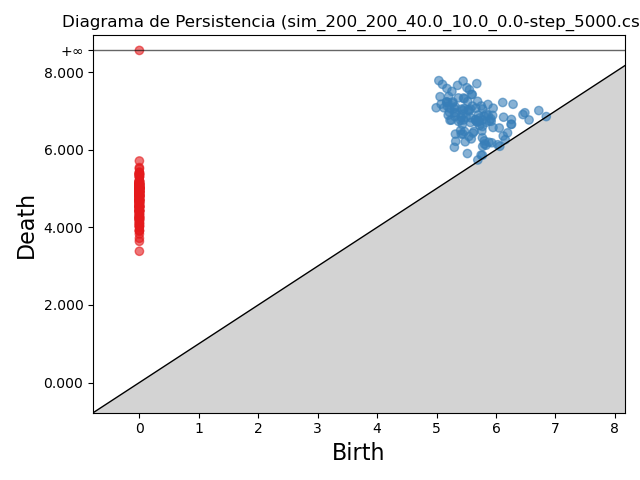 Diagrama de Persistencia (sim_200_200_40.0_10.0_0.0-step_5000.cs
+∞
8.000
6.000
4.000
2.000
0.000
Death
0 1 2 3 4 5 6 7 8
Birth